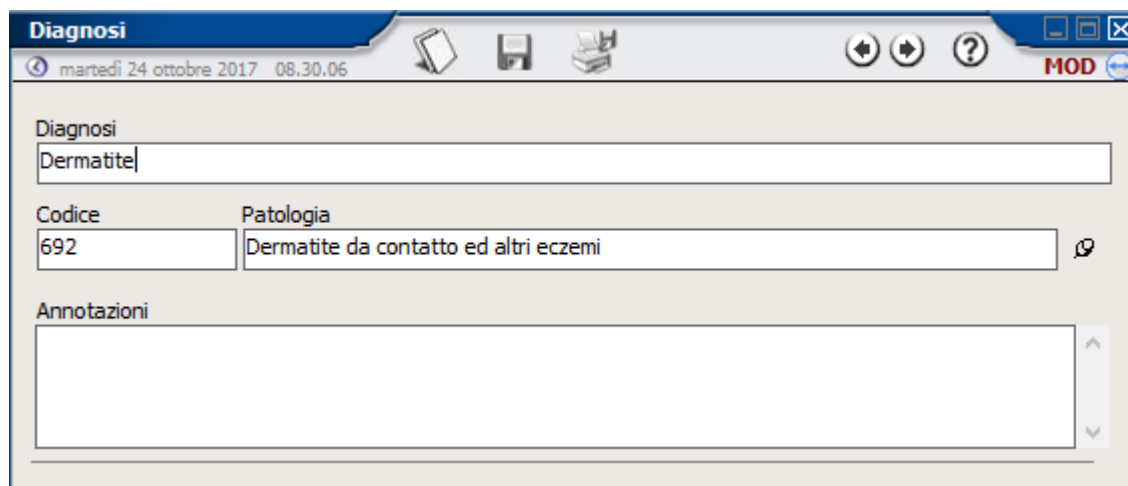 Diagnosi
martedì 24 ottobre 2017 08.30.06
MOD
Diagnosi
Dermatite
Codice Patologia
692 Dermatite da contatto ed altri eczemi
Annotazioni